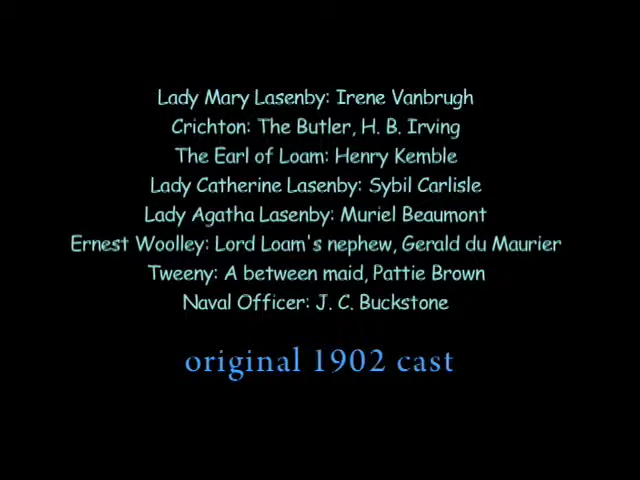 Lady Mary Lasenby: Irene Vanbrugh
Crichton: The Butler, H. B. Irving
The Earl of Loam: Henry Kemble
Lady Catherine Lasenby: Sybil Carlisle
Lady Agatha Lasenby: Muriel Beaumont
Ernest Woolley: Lord Loam's nephew, Gerald du Maurier
Tweeny: A between maid, Pattie Brown
Naval Officer: J. C. Buckstone
original 1902 cast